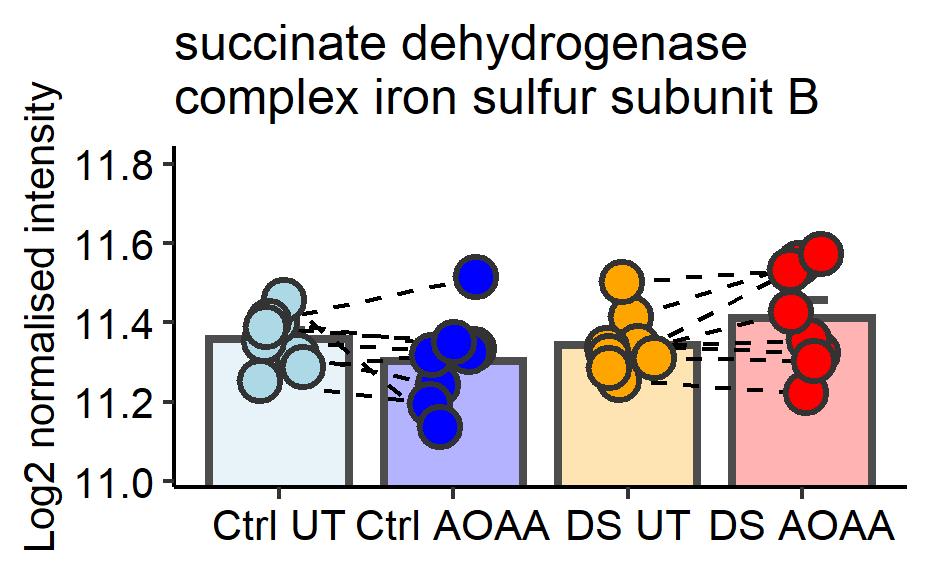 succinate dehydrogenase
complex iron sulfur subunit B
Log2 normalised intensity
11.8
11.6
11.4
11.2
11.0
Ctrl UT Ctrl AOAA DS UT DS AOAA